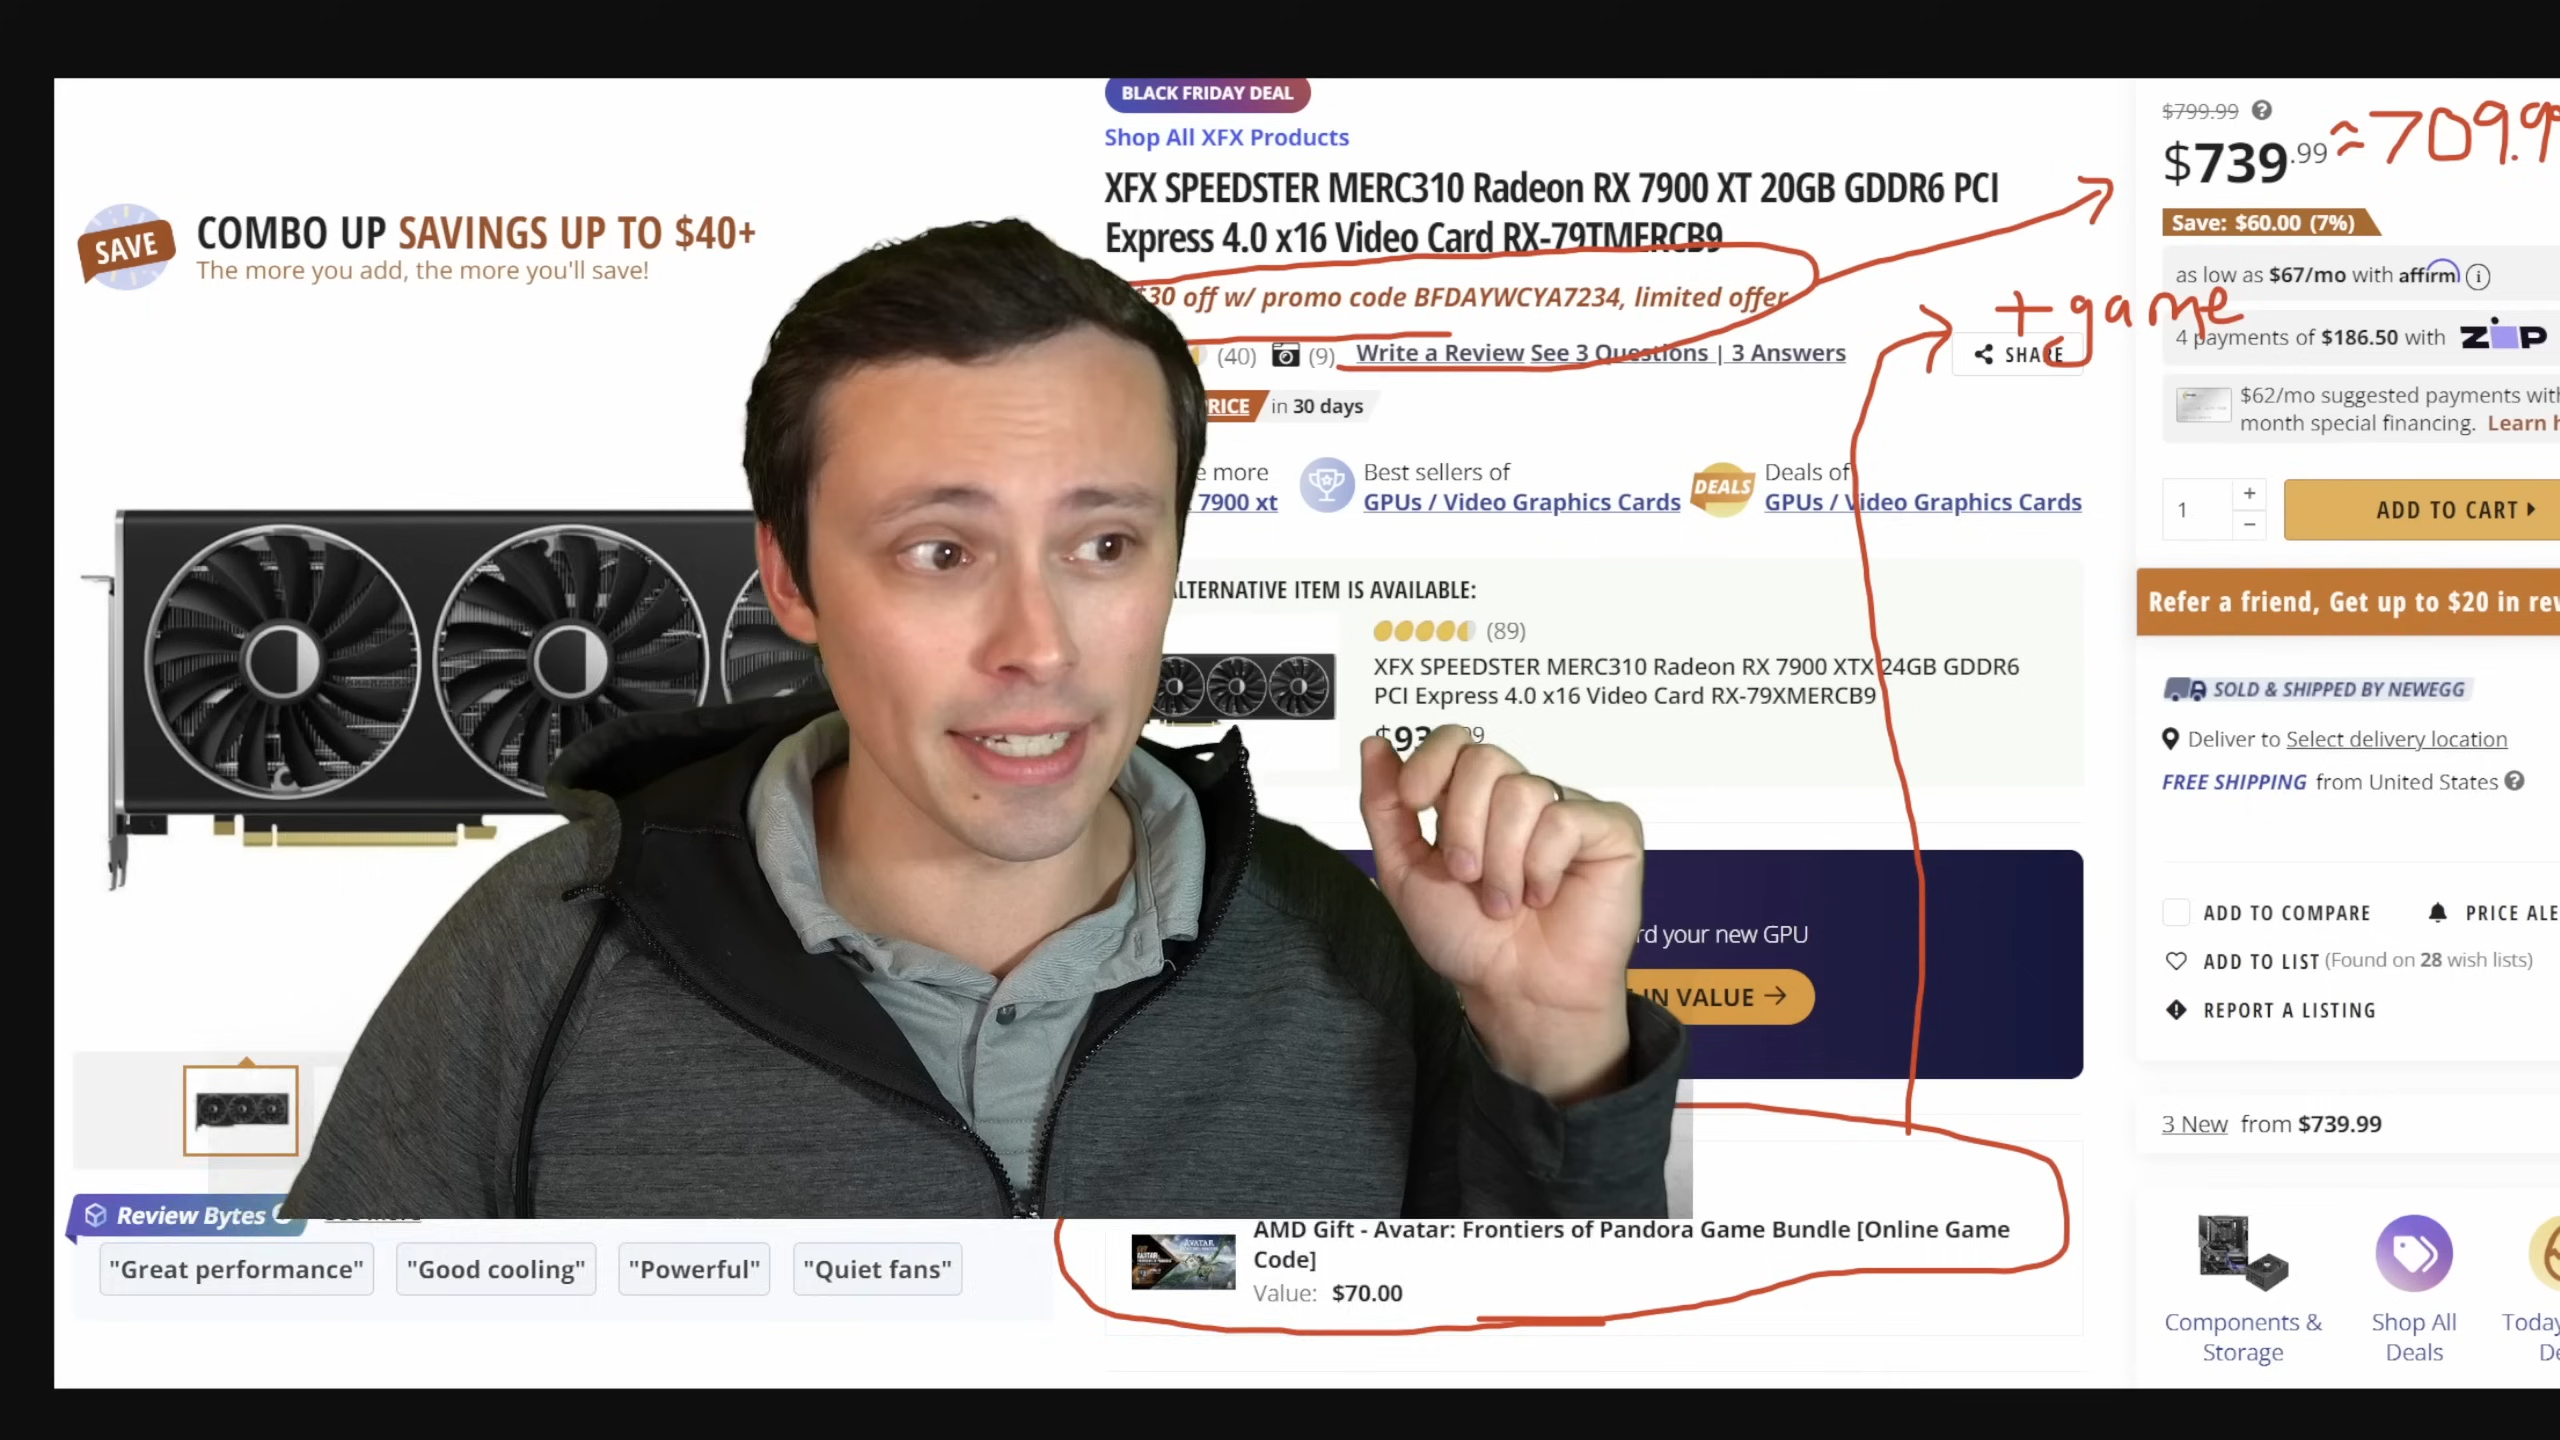 BLACK FRIDAY DEAL
Shop All XFX Products
XFX SPEEDSTER MERC310 Radeon RX 7900 XT 20GB GDDR6 PCI
Express 4.0 x16 Video Card RX-79TMERCB9
$30 off w/ promo code BFDAYWCYA7234, limited offer
(40) (9) Write a Review See 3 Questions | 3 Answers
SHARE
in 30 days
SAVE
COMBO UP SAVINGS UP TO $40+
The more you add, the more you'll save!
more
7900 xt
Best sellers of
GPUs / Video Graphics Cards
DEALS
Deals of
GPUs / Video Graphics Cards
ITEM IS AVAILABLE:
(89)
XFX SPEEDSTER MERC310 Radeon RX 7900 XTX 24GB GDDR6
PCI Express 4.0 x16 Video Card RX-79XMERCB9
your new GPU
IN VALUE
AMD Gift - Avatar: Frontiers of Pandora Game Bundle [Online Game
Code]
Value: $70.00
AVATAR
Review Bytes
"Great performance"
"Good cooling"
"Powerful"
"Quiet fans"
$799.99
$739.99
≈709.9
Save: $60.00 (7%)
as low as $67/mo with affirm
+game
4 payments of $186.50 with ZIP
$62/mo suggested payments with
month special financing. Learn
1 + −
ADD TO CART
Refer a friend, Get up to $20 in
SOLD & SHIPPED BY NEWEGG
Deliver to Select delivery location
FREE SHIPPING from United States
ADD TO COMPARE
PRICE
ADD TO LIST (Found on 28 wish lists)
REPORT A LISTING
3 New from $739.99
Components &
Storage
Shop All
Deals